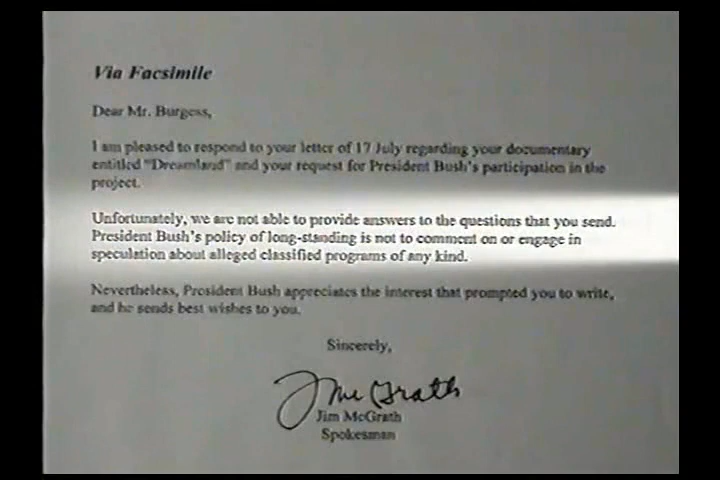 Via Facsimile
Dear Mr. Burgess,
I am pleased to respond to your letter of 17 July regarding your documentary
entitled "Dreamland" and your request for President Bush's participation in the
project.
Unfortunately, we are not able to provide answers to the questions that you send.
President Bush's policy of long-standing is not to comment on or engage in
speculation about alleged classified programs of any kind.
Nevertheless, President Bush appreciates the interest that prompted you to write,
and he sends best wishes to you.
Sincerely,
Jim McGrath
Jim McGrath
Spokesman